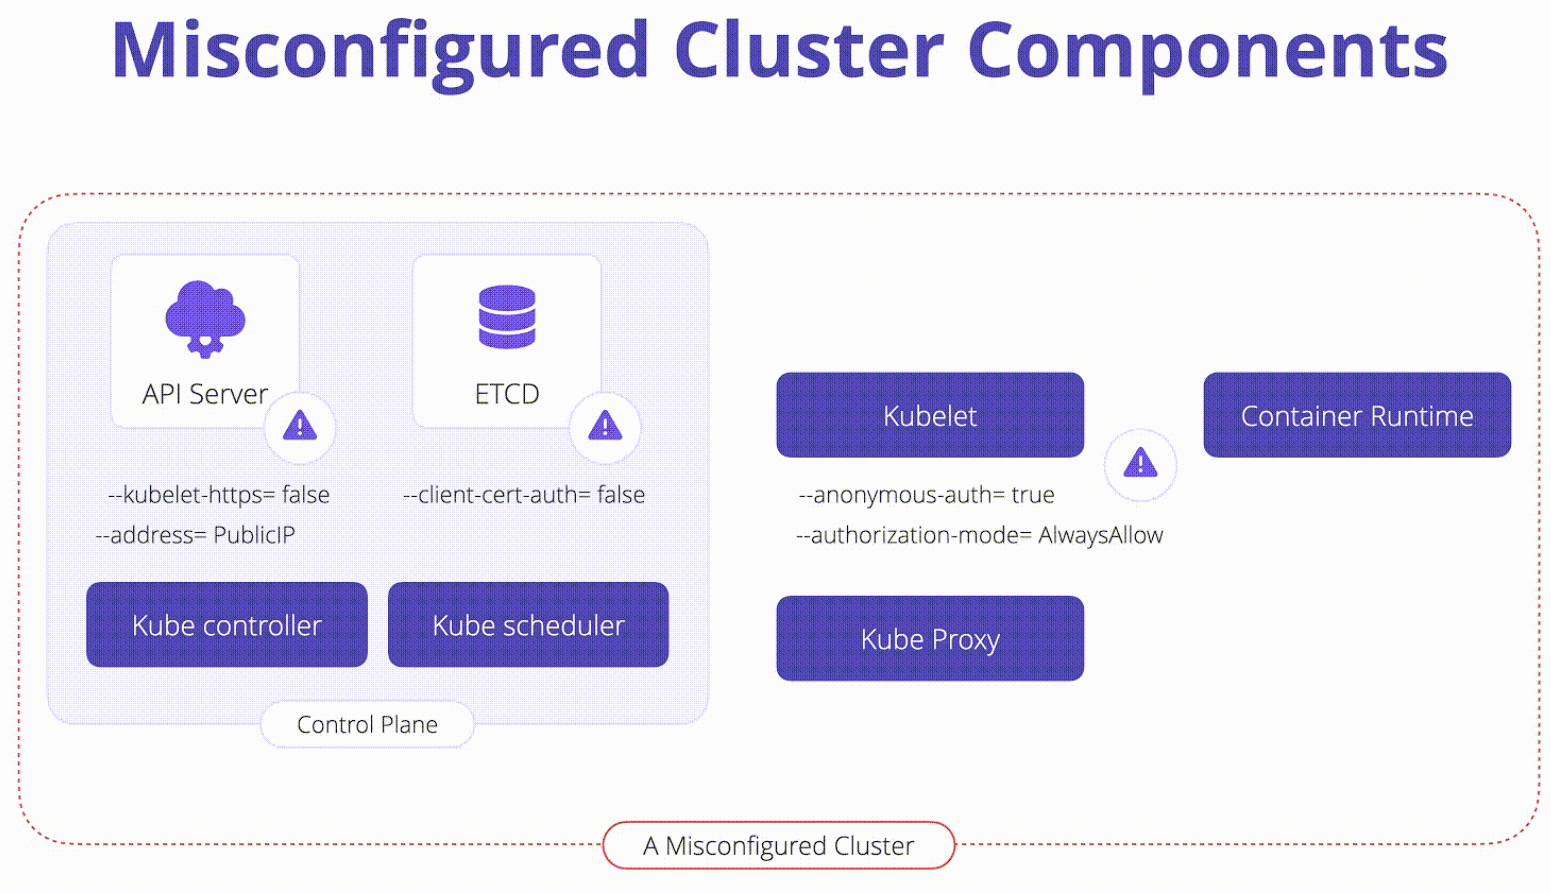 Misconfigured Cluster Components
API Server
ETCD
--kubelet-https= false
--address= PublicIP
--client-cert-auth= false
Kube controller
Kube scheduler
Control Plane
Kubelet
Container Runtime
--anonymous-auth= true
--authorization-mode= AlwaysAllow
Kube Proxy
A Misconfigured Cluster